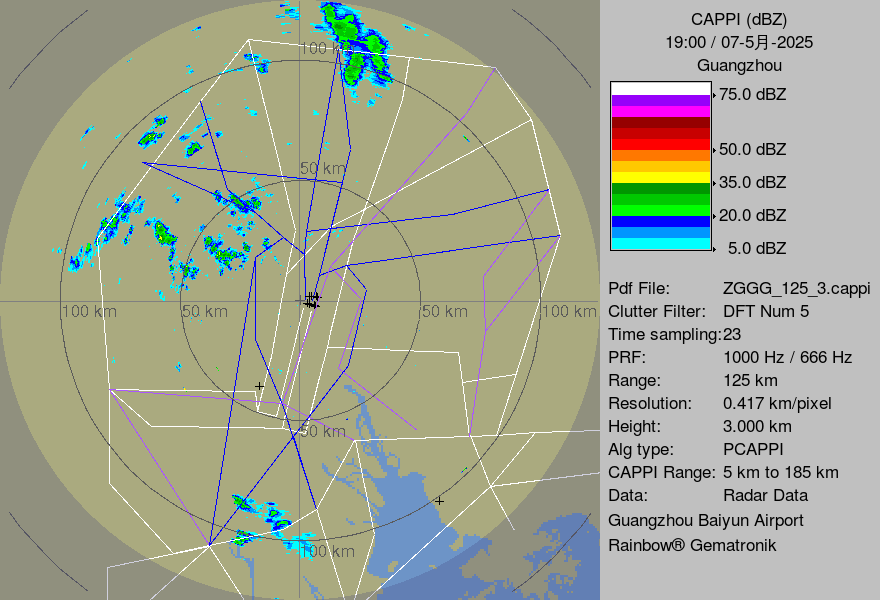 CAPPI (dBZ)
19:00 / 07-5月-2025
Guangzhou
75.0 dBZ
50.0 dBZ
35.0 dBZ
20.0 dBZ
5.0 dBZ
Pdf File: ZGGG_125_3.cappi
Clutter Filter: DFT Num 5
Time sampling:23
PRF: 1000 Hz / 666 Hz
Range: 125 km
Resolution: 0.417 km/pixel
Height: 3.000 km
Alg type: PCAPPI
CAPPI Range: 5 km to 185 km
Data: Radar Data
Guangzhou Baiyun Airport
Rainbow® Gematronik
100 k
50 km
100 km
50 km
50 km
100 km
50 km
100 km